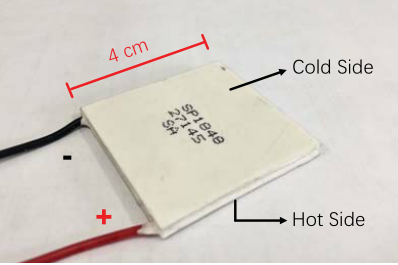 4 cm
Cold Side
SP1848
27145
SA
-
+
Hot Side